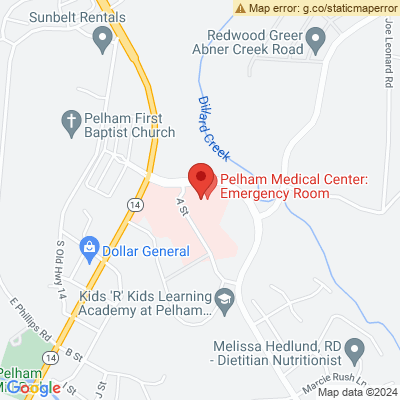 Map error: g.co/staticmaperror
Sunbelt Rentals
Redwood Greer
Abner Creek Road
Joe Leonard Rd
Pelham First
Baptist Church
Dillard Creek
Pelham Medical Center:
Emergency Room
A St
14
S Old Hwy 14
Dollar General
Kids 'R' Kids Learning
Academy at Pelham...
E Phillips Rd
B St
14
Melissa Hedlund, RD
- Dietitian Nutritionist
Pelham
Google
I St
J St
Marcie Rush Ln
Map data ©2024